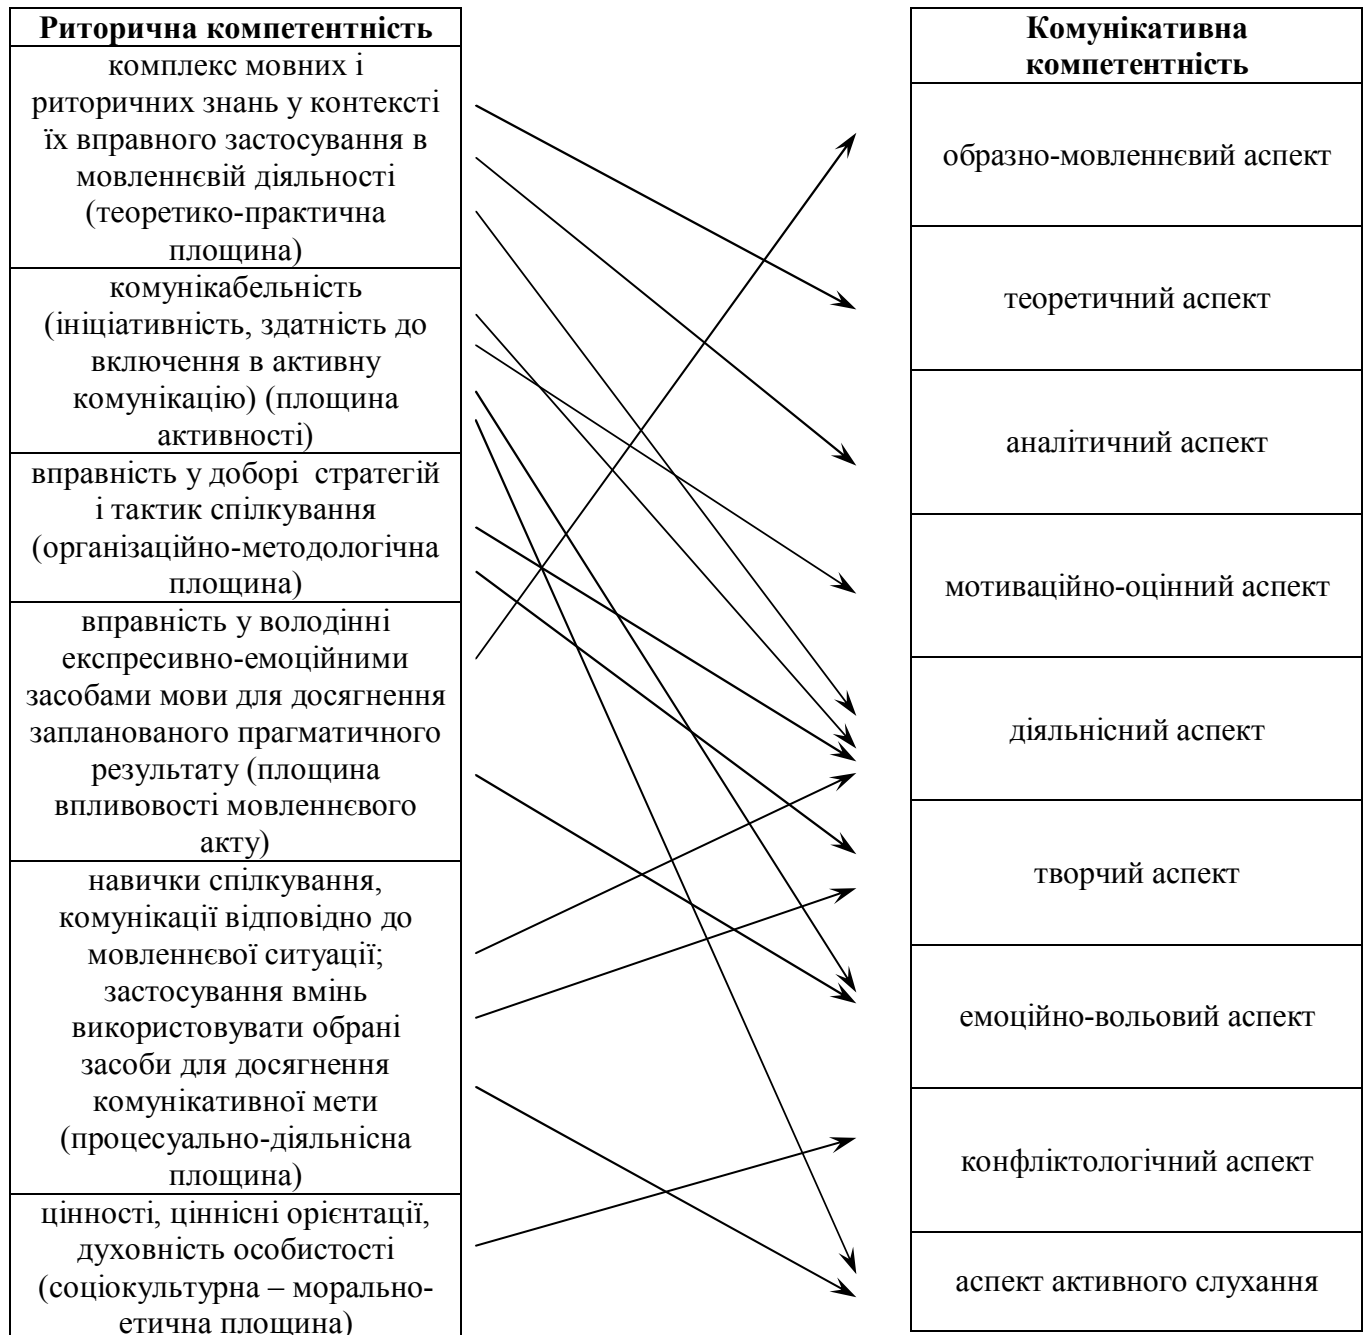 Риторична компетентність
комплекс мовних і
риторичних знань у контексті
їх вправного застосування в
мовленнєвій діяльності
(теоретико-практична
площина)
комунікабельність
(ініціативність, здатність до
включення в активну
комунікацію) (площина
активності)
вправність у доборі стратегій
і тактик спілкування
(організаційно-методологічна
площина)
вправність у володінні
експресивно-емоційними
засобами мови для досягнення
запланованого прагматичного
результату (площина
впливовості мовленнєвого
акту)
навички спілкування,
комунікації відповідно до
мовленнєвої ситуації;
застосування вмінь
використовувати обрані
засоби для досягнення
комунікативної мети
(процесуально-діяльнісна
площина)
цінності, ціннісні орієнтації,
духовність особистості
(соціокультурна – морально-
етична площина)
Комунікативна
компетентність
образно-мовленнєвий аспект
теоретичний аспект
аналітичний аспект
мотиваційно-оцінний аспект
діяльнісний аспект
творчий аспект
емоційно-вольовий аспект
конфліктологічний аспект
аспект активного слухання